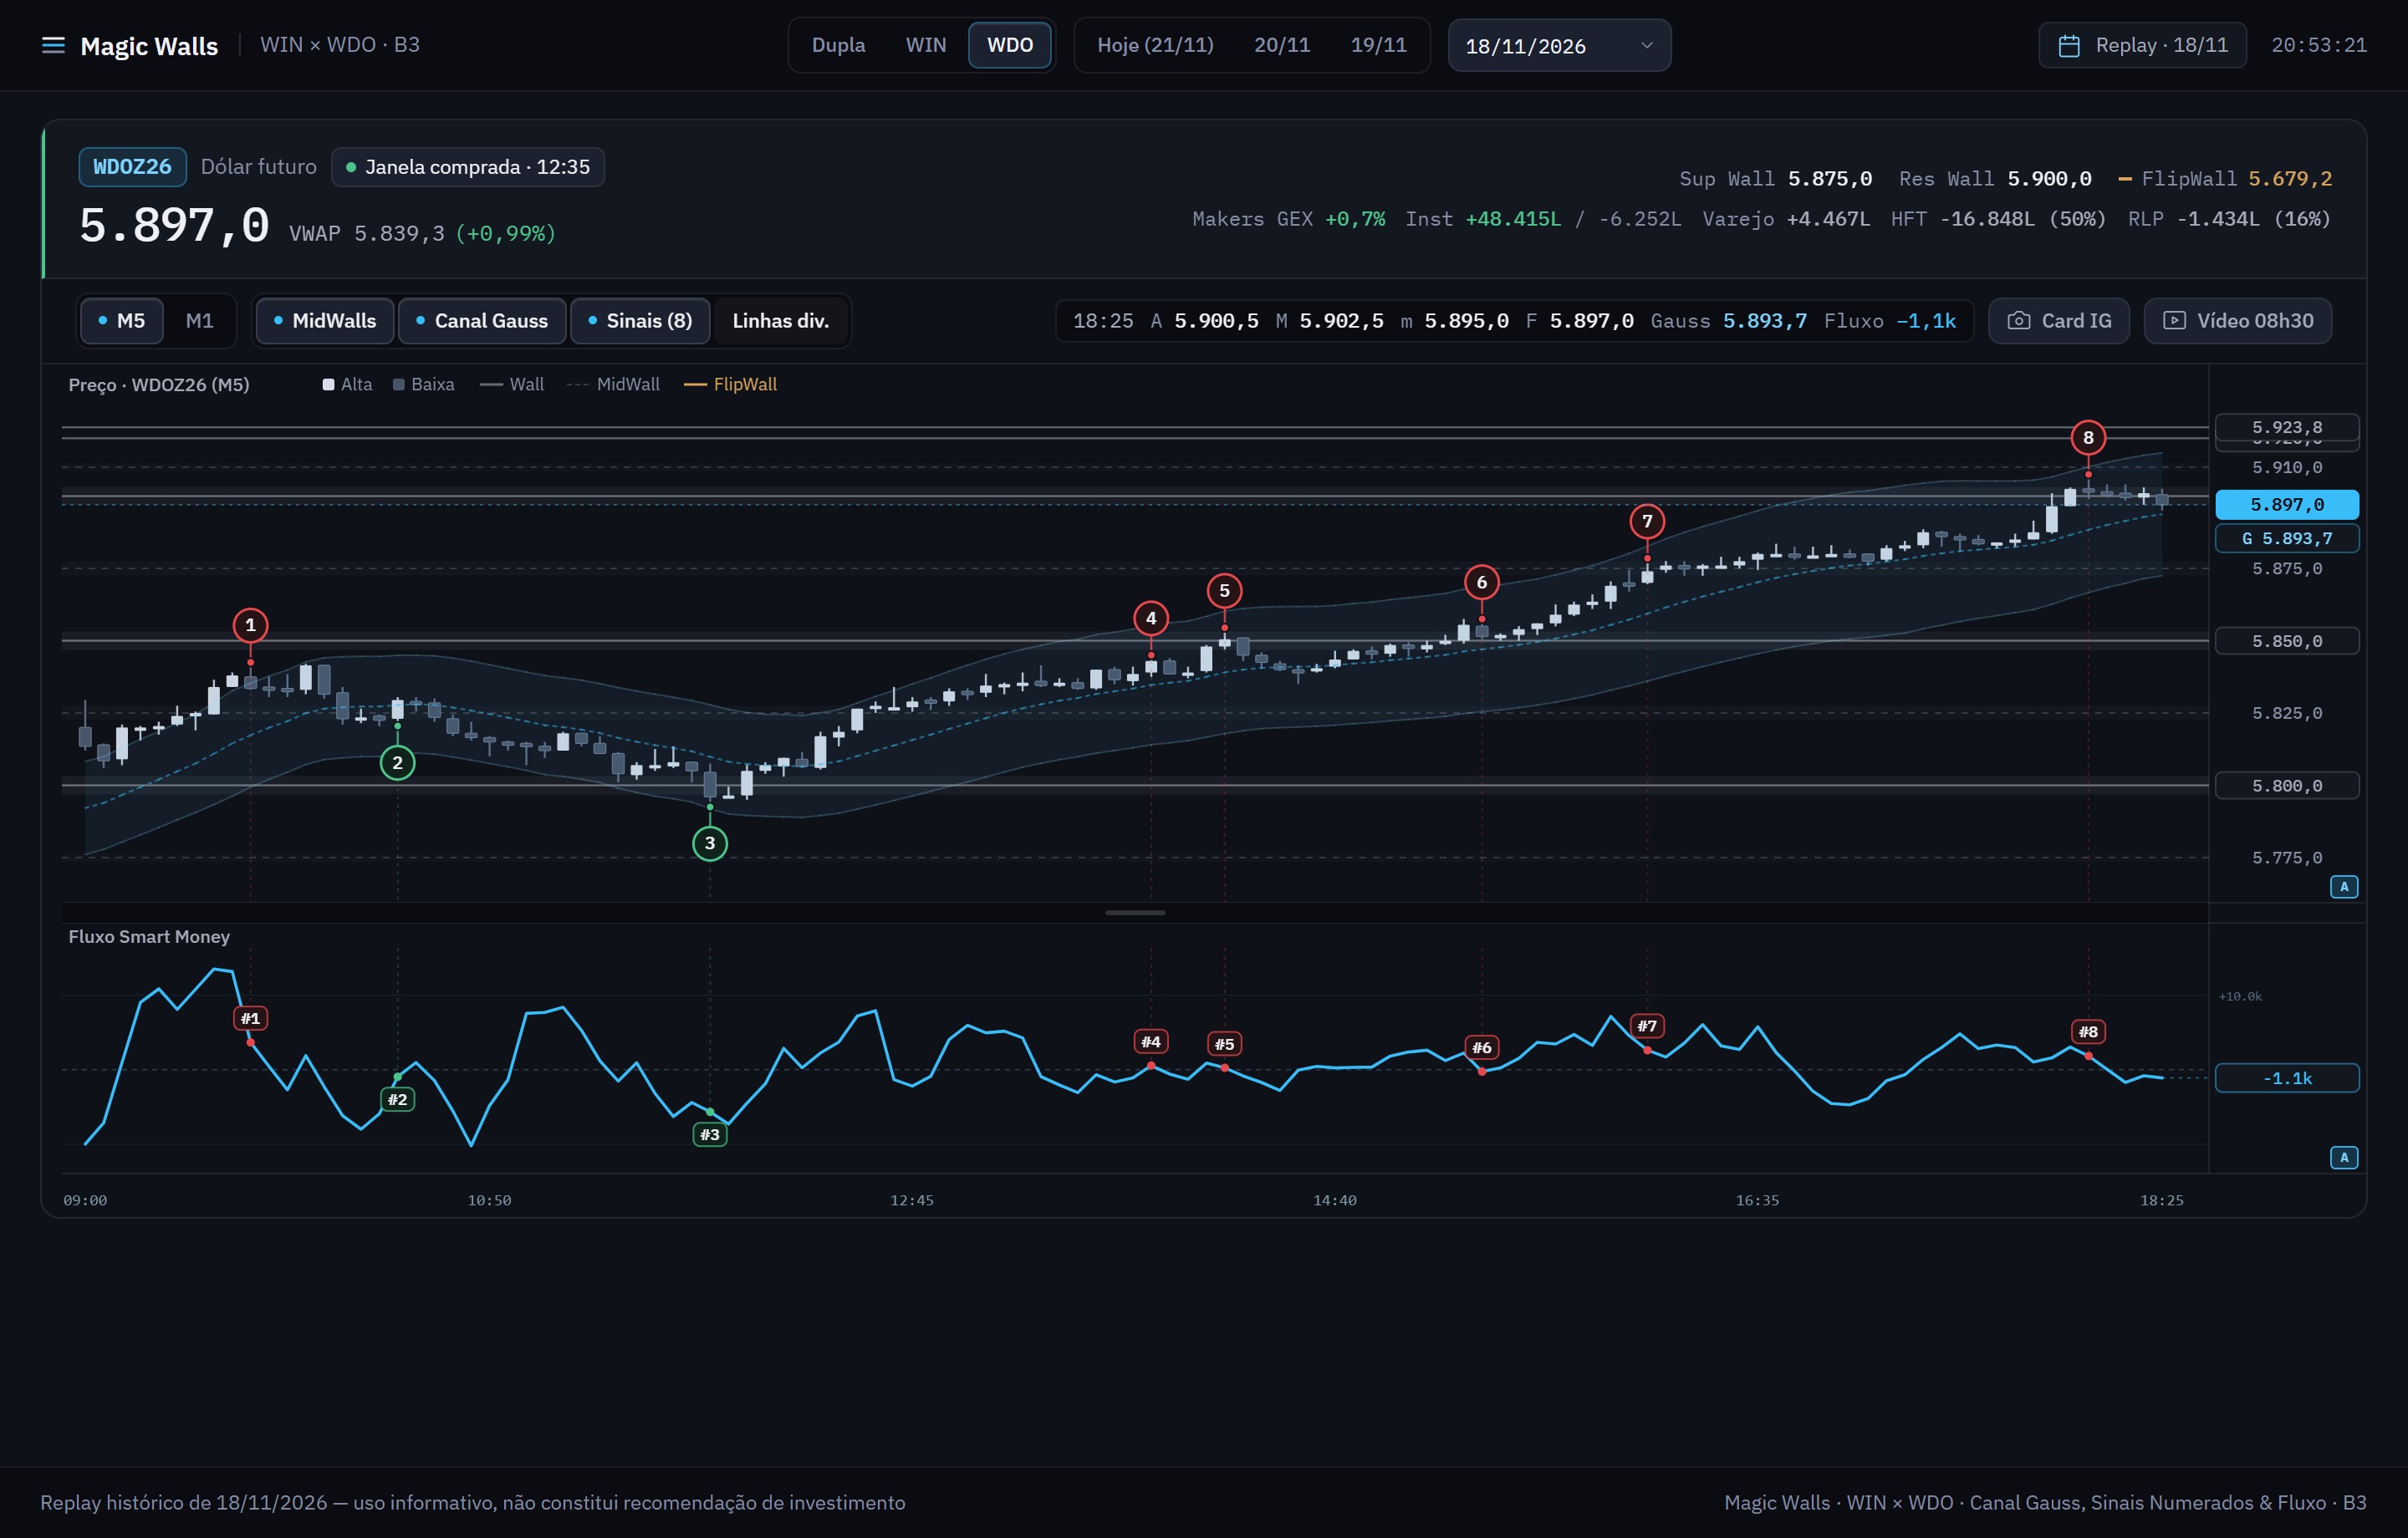 Magic Walls WIN × WDO · B3 Dupla WIN WDO Hoje (21/11) 20/11 19/11 18/11/2026 Replay · 18/11 20:53:21
WDOZ26 Dólar futuro Janela comprada · 12:35
Sup Wall 5.875,0 Res Wall 5.900,0 FlipWall 5.679,2
5.897,0 VWAP 5.839,3 (+0,99%)
Makers GEX +0,7% Inst +48.415L / -6.252L Varejo +4.467L HFT -16.848L (50%) RLP -1.434L (16%)
M5 M1 MidWalls Canal Gauss Sinais (8) Linhas div. 18:25 A 5.900,5 M 5.902,5 m 5.895,0 F 5.897,0 Gauss 5.893,7 Fluxo −1,1k Card IG Vídeo 08h30
Preço · WDOZ26 (M5) Alta Baixa Wall MidWall FlipWall
5.923,8
8
5.910,0
5.897,0
7
G 5.893,7
5.875,0
6
5
4
1
5.850,0
5.825,0
2
5.800,0
3
5.775,0
A
Fluxo Smart Money
+10.0k
#1
#7
#8
#4
#5
#6
-1.1k
#2
#3
A
09:00 10:50 12:45 14:40 16:35 18:25
Replay histórico de 18/11/2026 — uso informativo, não constitui recomendação de investimento
Magic Walls · WIN × WDO · Canal Gauss, Sinais Numerados & Fluxo · B3